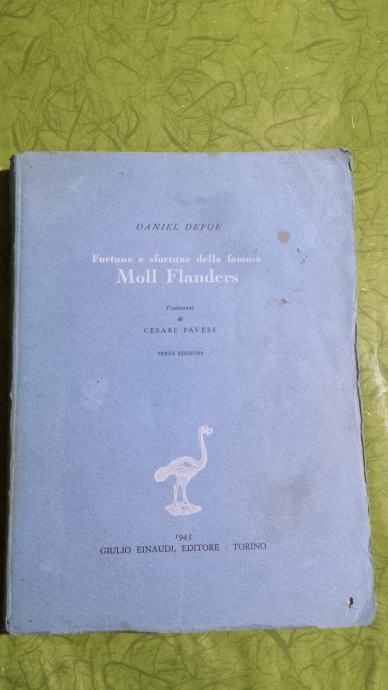 DANIEL DEFOE
Fortune e sfortune della famosa
Moll Flanders
Traduzione
di
CESARE PAVESE
TERZA EDIZIONE
1943
GIULIO EINAUDI, EDITORE - TORINO